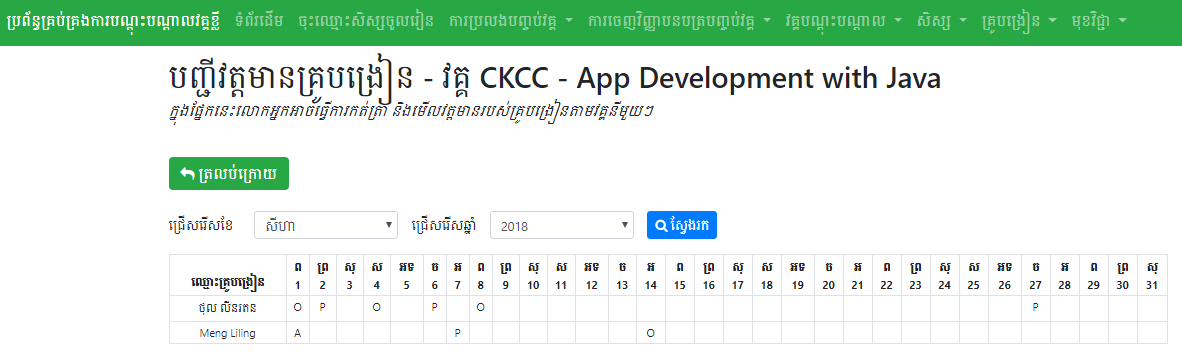 ប្រព័ន្ធគ្រប់គ្រងការបណ្តុះបណ្តាលវគ្គខ្លី ទំព័រដើម ចុះឈ្មោះសិស្សចូលរៀន ការប្រលងបញ្ចប់វគ្គ ការចេញវិញ្ញាបនបត្របញ្ចប់វគ្គ វគ្គបណ្តុះបណ្តាល សិស្ស គ្រូបង្រៀន មុខវិជ្ជា
បញ្ជីវត្តមានគ្រូបង្រៀន - វគ្គ CKCC - App Development with Java
ក្នុងផ្នែកនេះលោកអ្នកអាចធ្វើការកត់ត្រា និងមើលវត្តមានរបស់គ្រូបង្រៀនតាមវគ្គនីមួយៗ
ត្រលប់ក្រោយ
ជ្រើសរើសខែ សីហា ជ្រើសរើសឆ្នាំ 2018 ស្វែងរក
ព ព្រ សុ ស អទ ច អ ព ព្រ សុ ស អទ ច អ ព ព្រ សុ ស អទ ច អ ព ព្រ សុ ស អទ ច អ ព ព្រ សុ
ឈ្មោះគ្រូបង្រៀន 1 2 3 4 5 6 7 8 9 10 11 12 13 14 15 16 17 18 19 20 21 22 23 24 25 26 27 28 29 30 31
ថុល លីនរតន O P O P O P
Meng Liling A P O